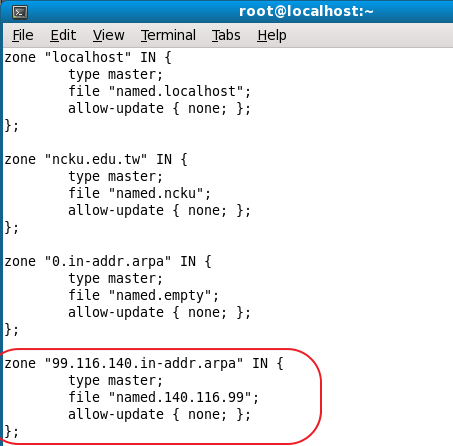 root@localhost:~
File Edit View Terminal Tabs Help
zone "localhost" IN {
        type master;
        file "named.localhost";
        allow-update { none; };
};

zone "ncku.edu.tw" IN {
        type master;
        file "named.ncku";
        allow-update { none; };
};

zone "0.in-addr.arpa" IN {
        type master;
        file "named.empty";
        allow-update { none; };
};

zone "99.116.140.in-addr.arpa" IN {
        type master;
        file "named.140.116.99";
        allow-update { none; };
};